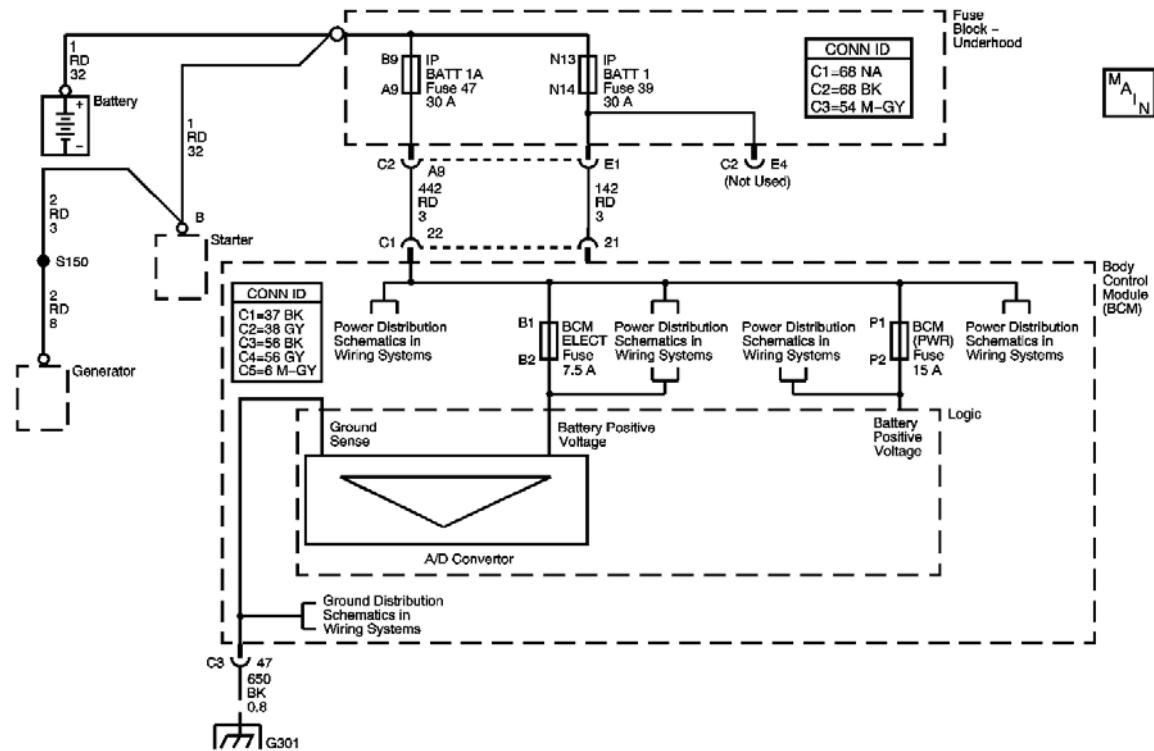 Fuse
Block –
Underhood
CONN ID
C1=68 NA
C2=68 BK
C3=54 M–GY
M
A
I
N
1
RD
32
Battery
+
–
B9
A9
IP
BATT 1A
Fuse 47
30 A
N13
N14
IP
BATT 1
Fuse 39
30 A
1
RD
32
C2
A9
E1
C2
E4
(Not Used)
442
RD
3
142
RD
3
2
RD
3
B
Starter
C1
22
21
S150
2
RD
8
Generator
Body
Control
Module
(BCM)
CONN ID
C1=37 BK
C2=38 GY
C3=56 BK
C4=56 GY
C5=6 M–GY
Power Distribution
Schematics in
Wiring Systems
B1
B2
BCM
ELECT
Fuse
7.5 A
Power Distribution
Schematics in
Wiring Systems
Power Distribution
Schematics in
Wiring Systems
P1
P2
BCM
(PWR)
Fuse
15 A
Power Distribution
Schematics in
Wiring Systems
Ground
Sense
Battery Positive
Voltage
Battery
Positive
Voltage
Logic
A/D Convertor
Ground Distribution
Schematics in
Wiring Systems
C3
47
650
BK
0.8
G301